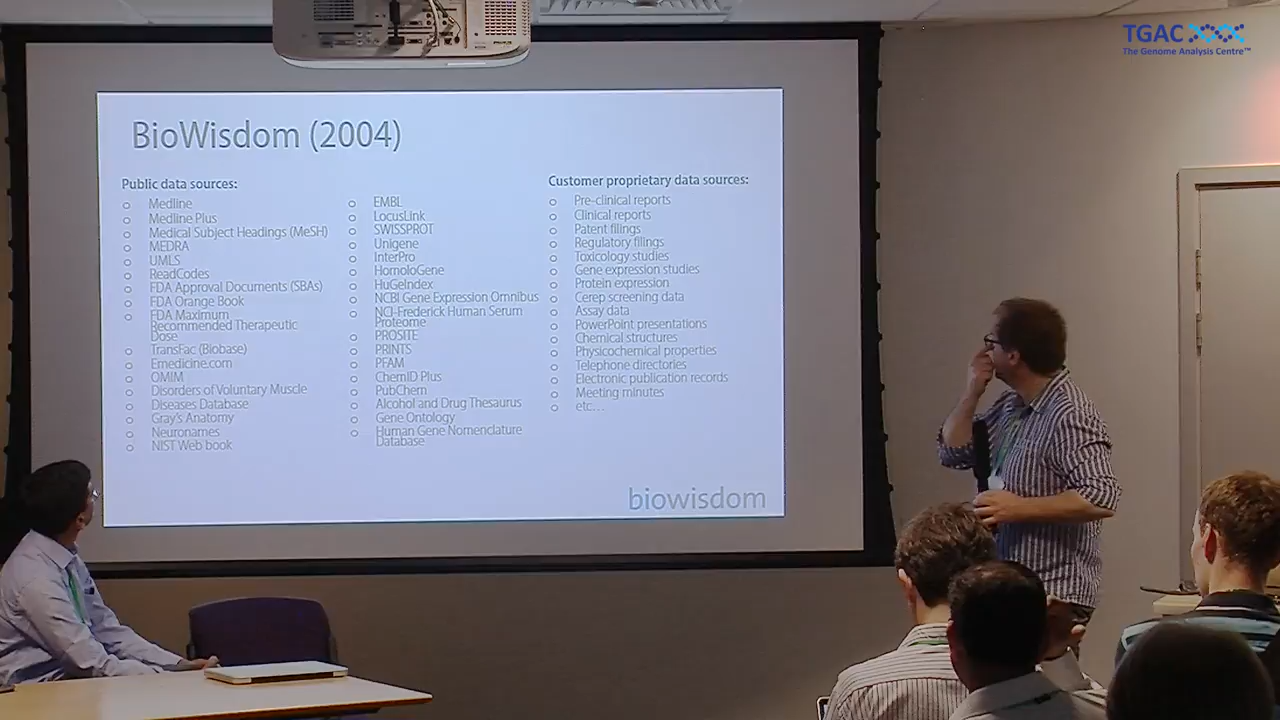 TGAC
The Genome Analysis Centre™
BioWisdom (2004)
Public data sources:
Medline
Medline Plus
Medical Subject Headings (MeSH)
MEDRA
UMLS
ReadCodes
FDA Approval Documents (SBAs)
FDA Orange Book
FDA Maximum
Recommended Therapeutic
Dose
TransFac (Biobase)
Emedicine.com
OMIM
Disorders of Voluntary Muscle
Diseases Database
Gray's Anatomy
Neuronames
NIST Web book
EMBL
LocusLink
SWISSPROT
Unigene
InterPro
HomoloGene
HuGeIndex
NCBI Gene Expression Omnibus
NCI-Frederick Human Serum
Proteome
PROSITE
PRINTS
PFAM
ChemID Plus
PubChem
Alcohol and Drug Thesaurus
Gene Ontology
Human Gene Nomenclature
Database
Customer proprietary data sources:
Pre-clinical reports
Clinical reports
Patent filings
Regulatory filings
Toxicology studies
Gene expression studies
Protein expression
Cerep screening data
Assay data
PowerPoint presentations
Chemical structures
Physicochemical properties
Telephone directories
Electronic publication records
Meeting minutes
etc…
biowisdom